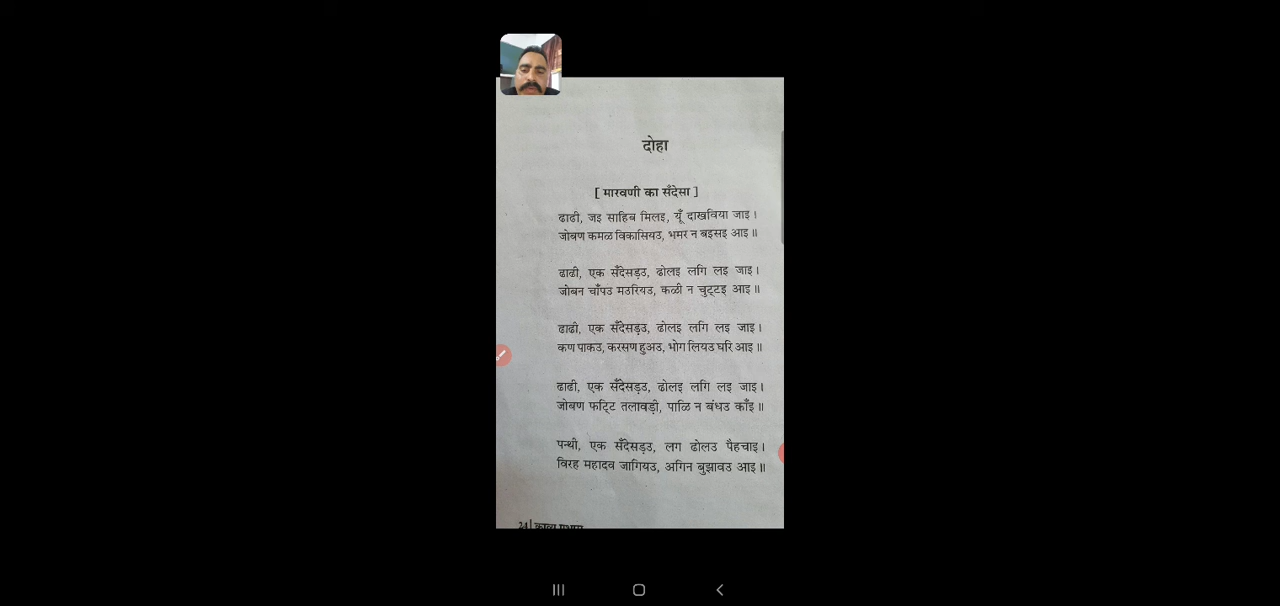 दोहा
[ मारवणी का सँदेसा ]
ढाढी, जइ साहिब मिलइ, यूँ दाखविया जाइ।
जोबण कमळ विकासियउ, भमर न बइसइ आइ॥
ढाढी, एक सँदेसड़उ, ढोलइ लगि लइ जाइ।
जोबन चाँपउ मउरियउ, कळी न चुट्टइ आइ॥
ढाढी, एक सँदेसड़उ, ढोलइ लगि लइ जाइ।
कण पाकउ, करसण हुअउ, भोग लियउ घरि आइ॥
ढाढी, एक सँदेसड़उ, ढोलइ लगि लइ जाइ।
जोबण फट्टि तलावड़ी, पाळि न बंधउ काँइ॥
पन्थी, एक सँदेसड़उ, लग ढोलउ पैहचाइ।
विरह महादव जागियउ, अगिन बुझावउ आइ॥
24| काव्य